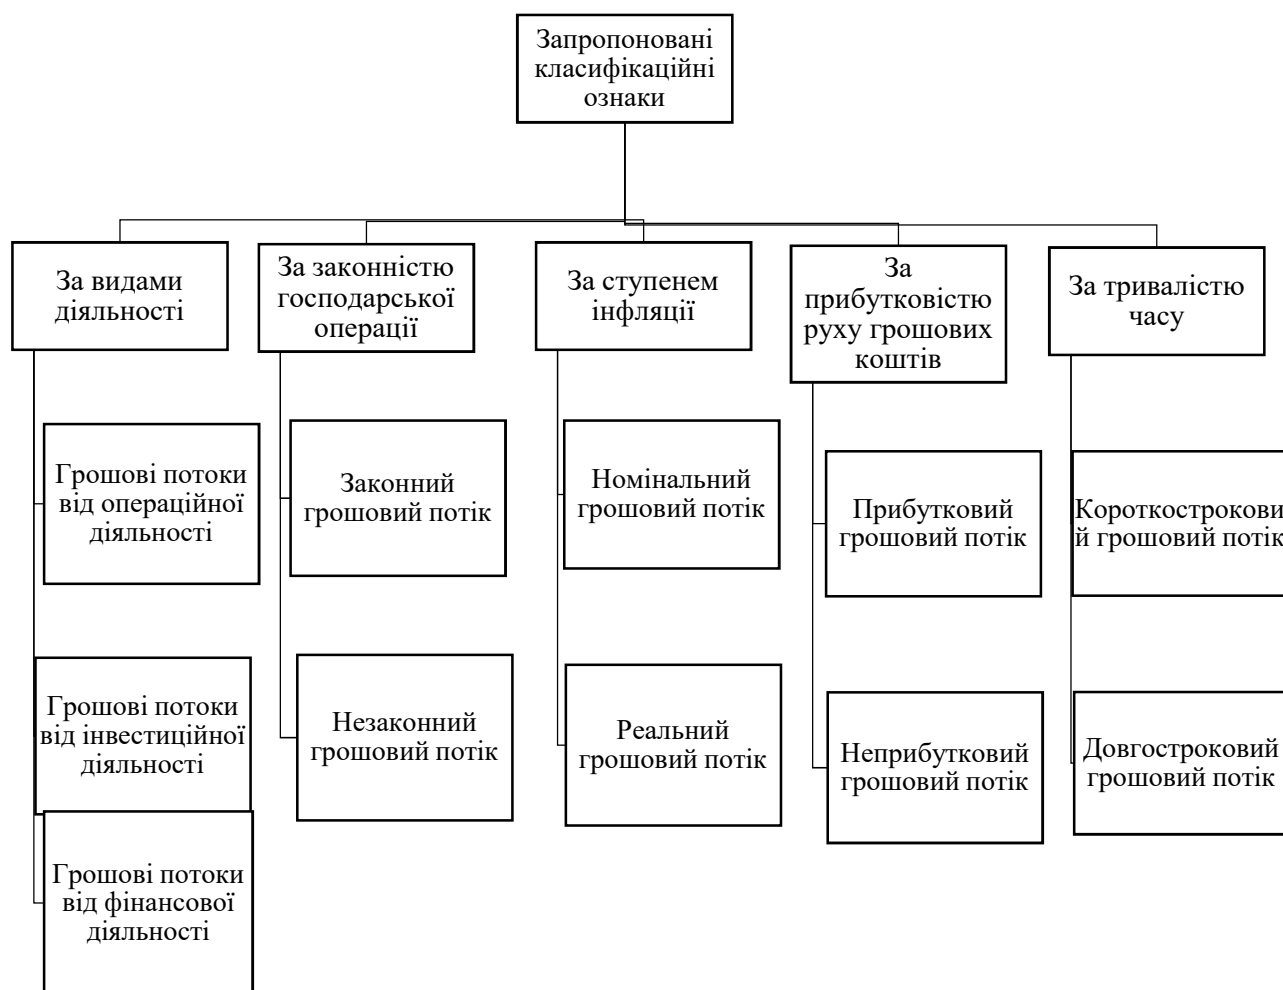 Запропоновані
класифікаційні
ознаки
За видами
діяльності
За законністю
господарської
операції
За ступенем
інфляції
За
прибутковістю
руху грошових
коштів
За тривалістю
часу
Грошові потоки
від операційної
діяльності
Законний
грошовий потік
Номінальний
грошовий потік
Прибутковий
грошовий потік
Короткострокови
й грошовий потік
Грошові потоки
від інвестиційної
діяльності
Незаконний
грошовий потік
Реальний
грошовий потік
Неприбутковий
грошовий потік
Довгостроковий
грошовий потік
Грошові потоки
від фінансової
діяльності